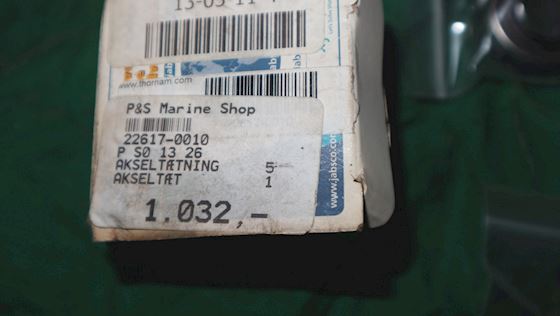 13-05-11
www.thornam.com
P&S Marine Shop
22617-0010
P S0 13 26
AKSELTÆTNING 5
AKSELTÆT 1
1.032,-
www.jabsco.com